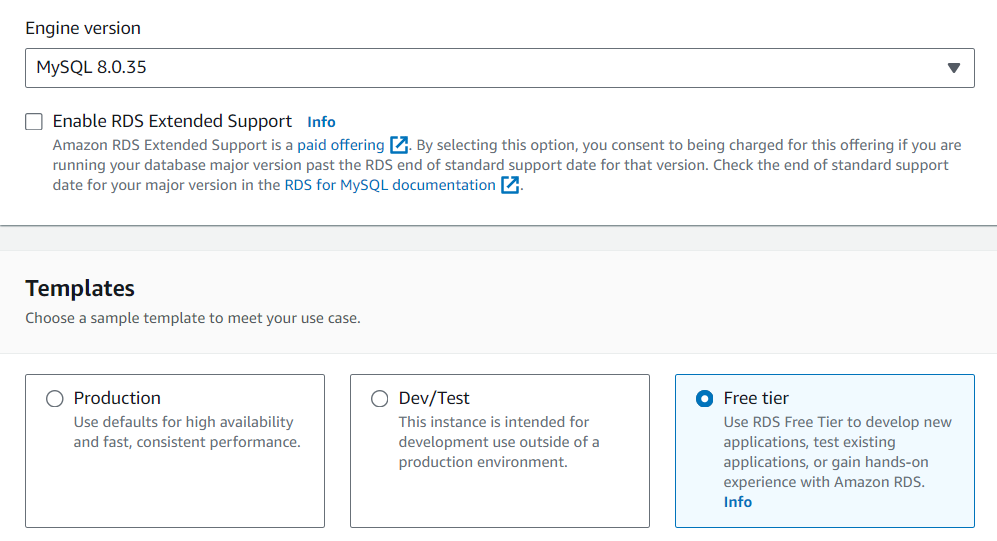 Engine version
MySQL 8.0.35
Enable RDS Extended Support Info
Amazon RDS Extended Support is a paid offering. By selecting this option, you consent to being charged for this offering if you are
running your database major version past the RDS end of standard support date for that version. Check the end of standard support
date for your major version in the RDS for MySQL documentation.
Templates
Choose a sample template to meet your use case.
Production
Use defaults for high availability
and fast, consistent performance.
Dev/Test
This instance is intended for
development use outside of a
production environment.
Free tier
Use RDS Free Tier to develop new
applications, test existing
applications, or gain hands-on
experience with Amazon RDS.
Info